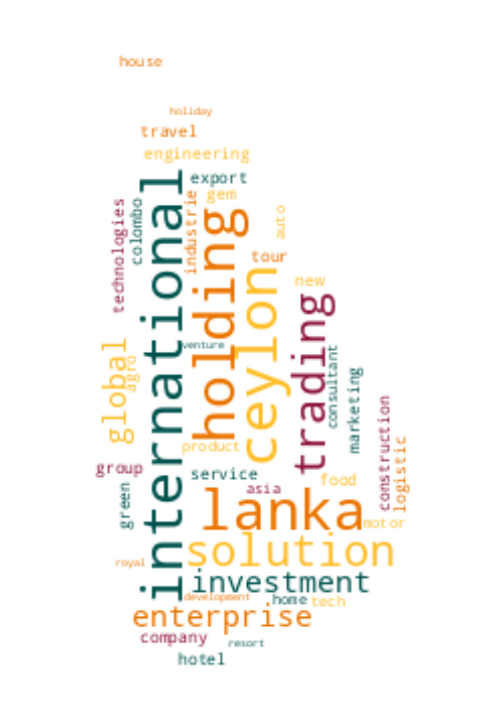 house
holiday
travel
engineering
export
gem
industrie
international
technologies
colombo
holding
auto
tour
ceylon
new
trading
venture
global
agro
consultant
marketing
construction
logistic
product
group
service
asia
food
green
lanka
motor
solution
royal
investment
development
home
tech
enterprise
company
resort
hotel